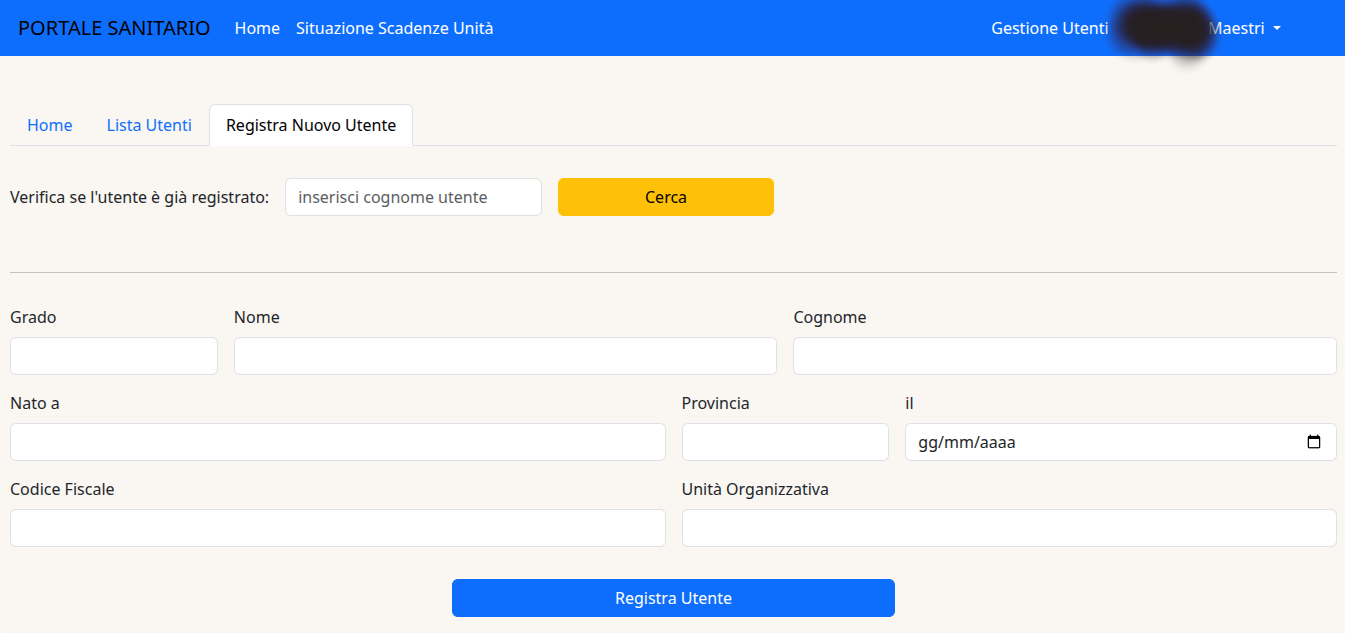 PORTALE SANITARIO Home Situazione Scadenze Unità Gestione Utenti Maestri
Home Lista Utenti Registra Nuovo Utente
Verifica se l'utente è già registrato: inserisci cognome utente Cerca
Grado Nome Cognome
Nato a Provincia il
gg/mm/aaaa
Codice Fiscale Unità Organizzativa
Registra Utente